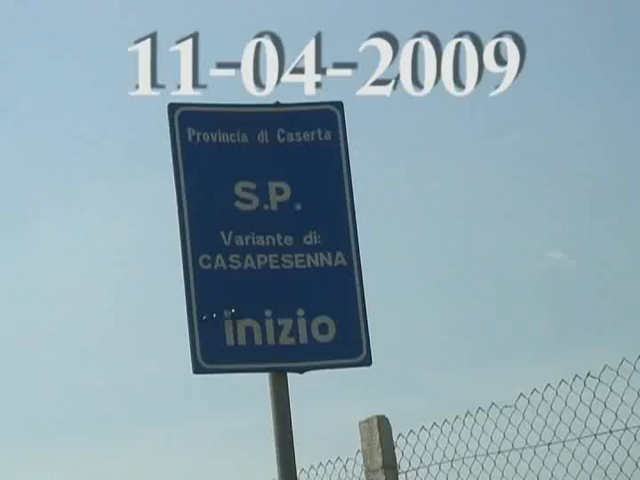 11-04-2009
Provincia di Caserta
S.P.
Variante di:
CASAPESENNA
inizio